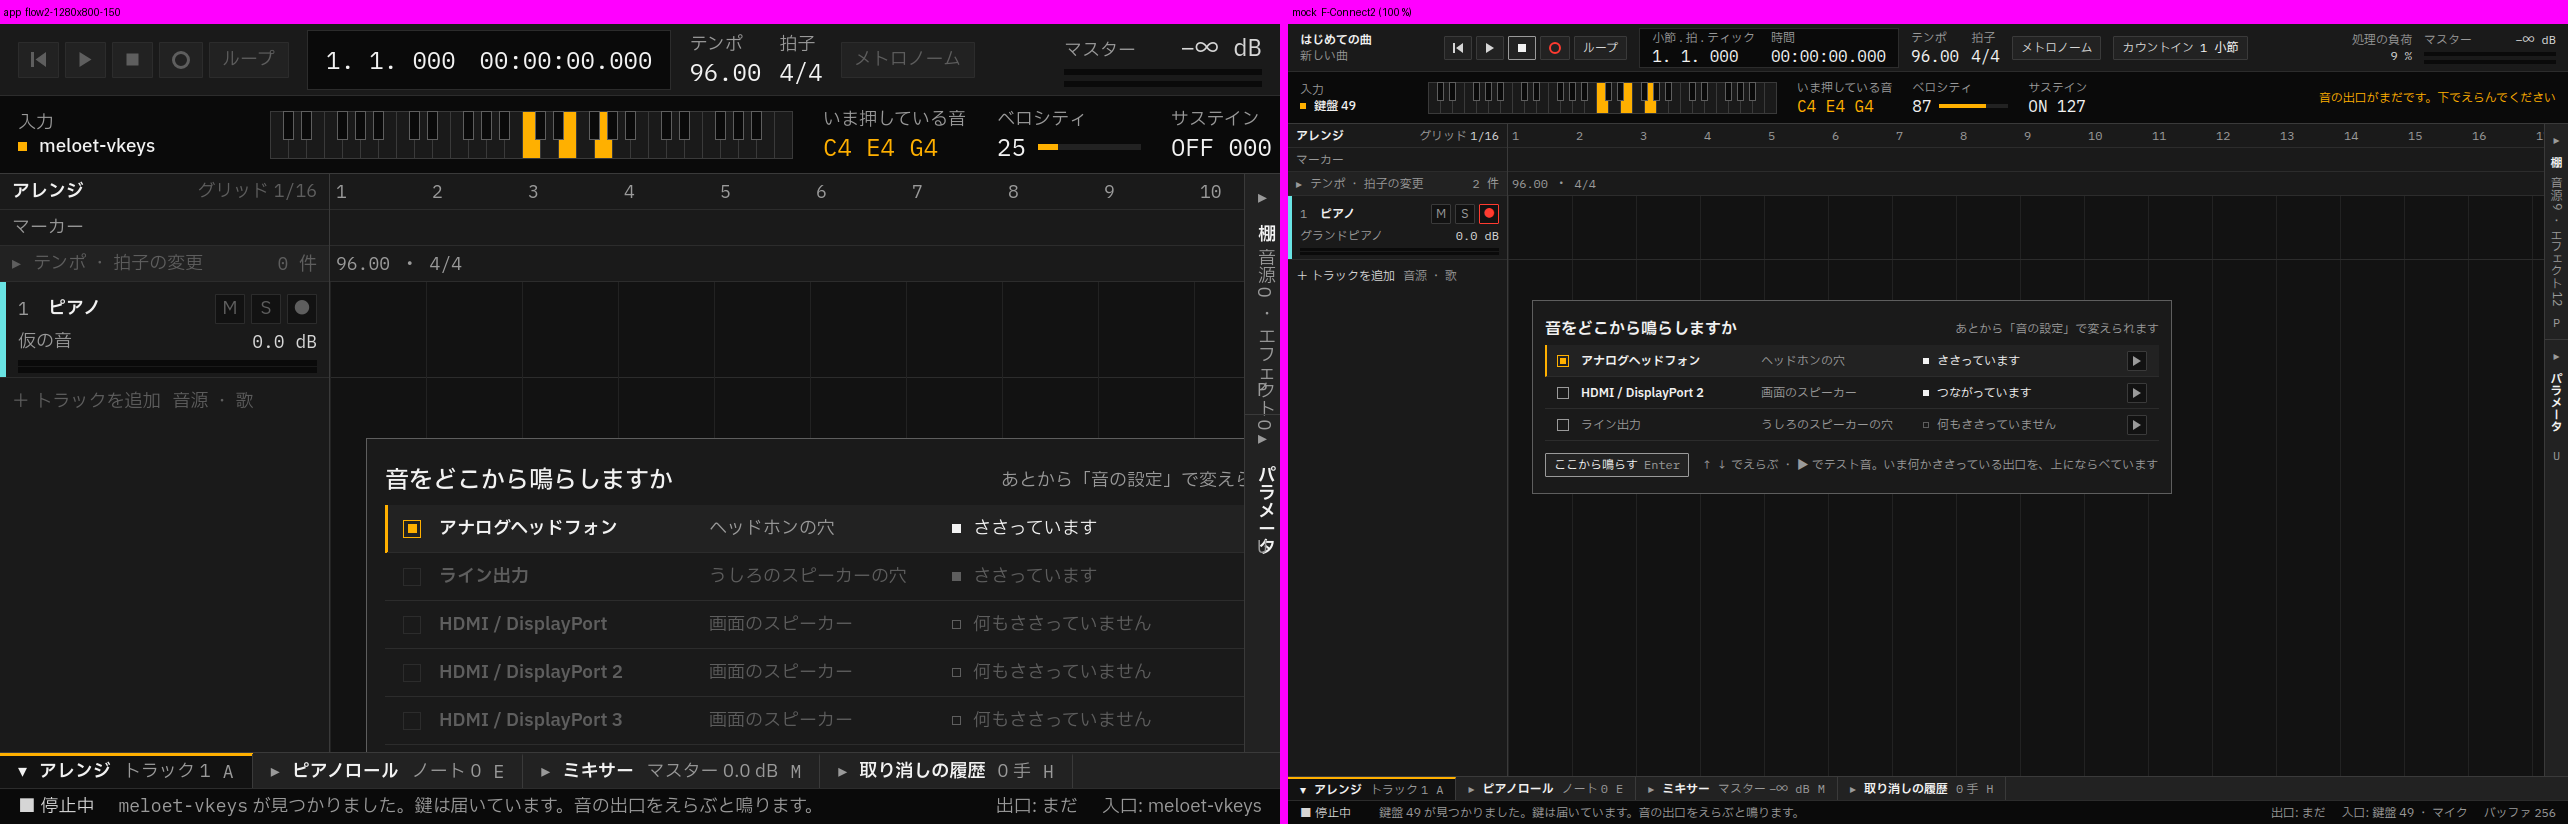 app flow2-1280x800-150
ループ
1. 1. 000 00:00:00.000
テンポ
96.00
拍子
4/4
メトロノーム
マスター -∞ dB
入力
meloet-vkeys
いま押している音
C4 E4 G4
ベロシティ
25
サステイン
OFF 000
アレンジ グリッド 1/16
1 2 3 4 5 6 7 8 9 10
マーカー
▸ テンポ・拍子の変更 0 件
96.00 ・ 4/4
1 ピアノ M S
仮の音 0.0 dB
＋トラックを追加 音源・歌
▸ 棚 音源 0 ・ エフェクト 0 P
▸ パラメータ U
音をどこから鳴らしますか
あとから「音の設定」で変えら
アナログヘッドフォン ヘッドホンの穴 ささっています
ライン出力 うしろのスピーカーの穴 ささっています
HDMI / DisplayPort 画面のスピーカー 何もささっていません
HDMI / DisplayPort 2 画面のスピーカー 何もささっていません
HDMI / DisplayPort 3 画面のスピーカー 何もささっていません
▾ アレンジ トラック 1 A
▸ ピアノロール ノート 0 E
▸ ミキサー マスター 0.0 dB M
▸ 取り消しの履歴 0 手 H
■ 停止中 meloet-vkeys が見つかりました。鍵は届いています。音の出口をえらぶと鳴ります。
出口: まだ 入口: meloet-vkeys
mock F-Connect2 (100%)
はじめての曲
新しい曲
ループ
小節.拍.ティック 時間
1. 1. 000 00:00:00.000
テンポ
96.00
拍子
4/4
メトロノーム
カウントイン 1 小節
処理の負荷
9 %
マスター -∞ dB
入力
鍵盤 49
いま押している音
C4 E4 G4
ベロシティ
87
サステイン
ON 127
音の出口がまだです。下でえらんでください
アレンジ グリッド 1/16
1 2 3 4 5 6 7 8 9 10 11 12 13 14 15 16 1
マーカー
▸ テンポ・拍子の変更 2 件
96.00 ・ 4/4
1 ピアノ M S
グランドピアノ 0.0 dB
＋トラックを追加 音源・歌
▸ 棚 音源 9 ・ エフェクト 12 P
▸ パラメータ U
音をどこから鳴らしますか
あとから「音の設定」で変えられます
アナログヘッドフォン ヘッドホンの穴 ささっています
HDMI / DisplayPort 2 画面のスピーカー つながっています
ライン出力 うしろのスピーカーの穴 何もささっていません
ここから鳴らす Enter
↑ ↓ でえらぶ ・ ▶ でテスト音。いま何かささっている出口を、上にならべています
▾ アレンジ トラック 1 A
▸ ピアノロール ノート 0 E
▸ ミキサー マスター -∞ dB M
▸ 取り消しの履歴 0 手 H
■ 停止中 鍵盤 49 が見つかりました。鍵は届いています。音の出口をえらぶと鳴ります。
出口: まだ 入口: 鍵盤 49 ・ マイク バッファ 256